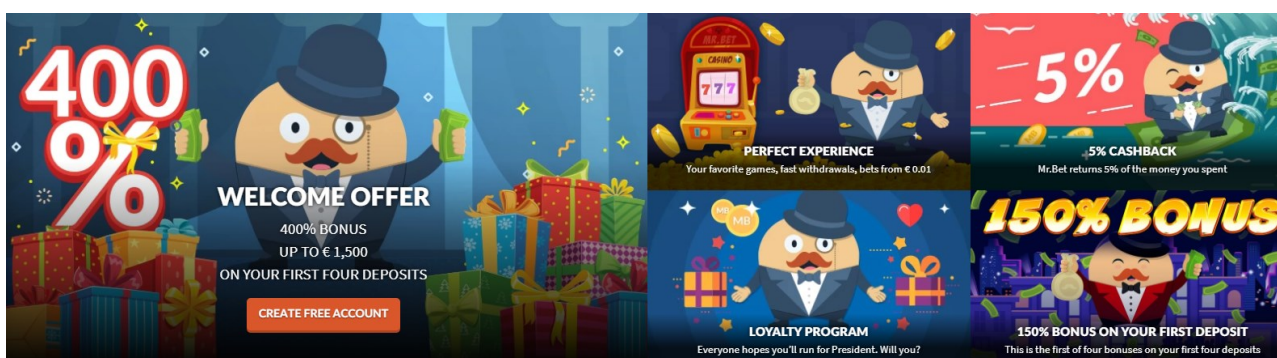 400
%
WELCOME OFFER
400% BONUS
UP TO € 1,500
ON YOUR FIRST FOUR DEPOSITS
CREATE FREE ACCOUNT
MR. BET
CASINO
777
PERFECT EXPERIENCE
Your favorite games, fast withdrawals, bets from € 0.01
5%
5% CASHBACK
Mr.Bet returns 5% of the money you spent
MB
MB
LOYALTY PROGRAM
Everyone hopes you'll run for President. Will you?
150% BONUS
150% BONUS ON YOUR FIRST DEPOSIT
This is the first of four bonuses on your first four deposits